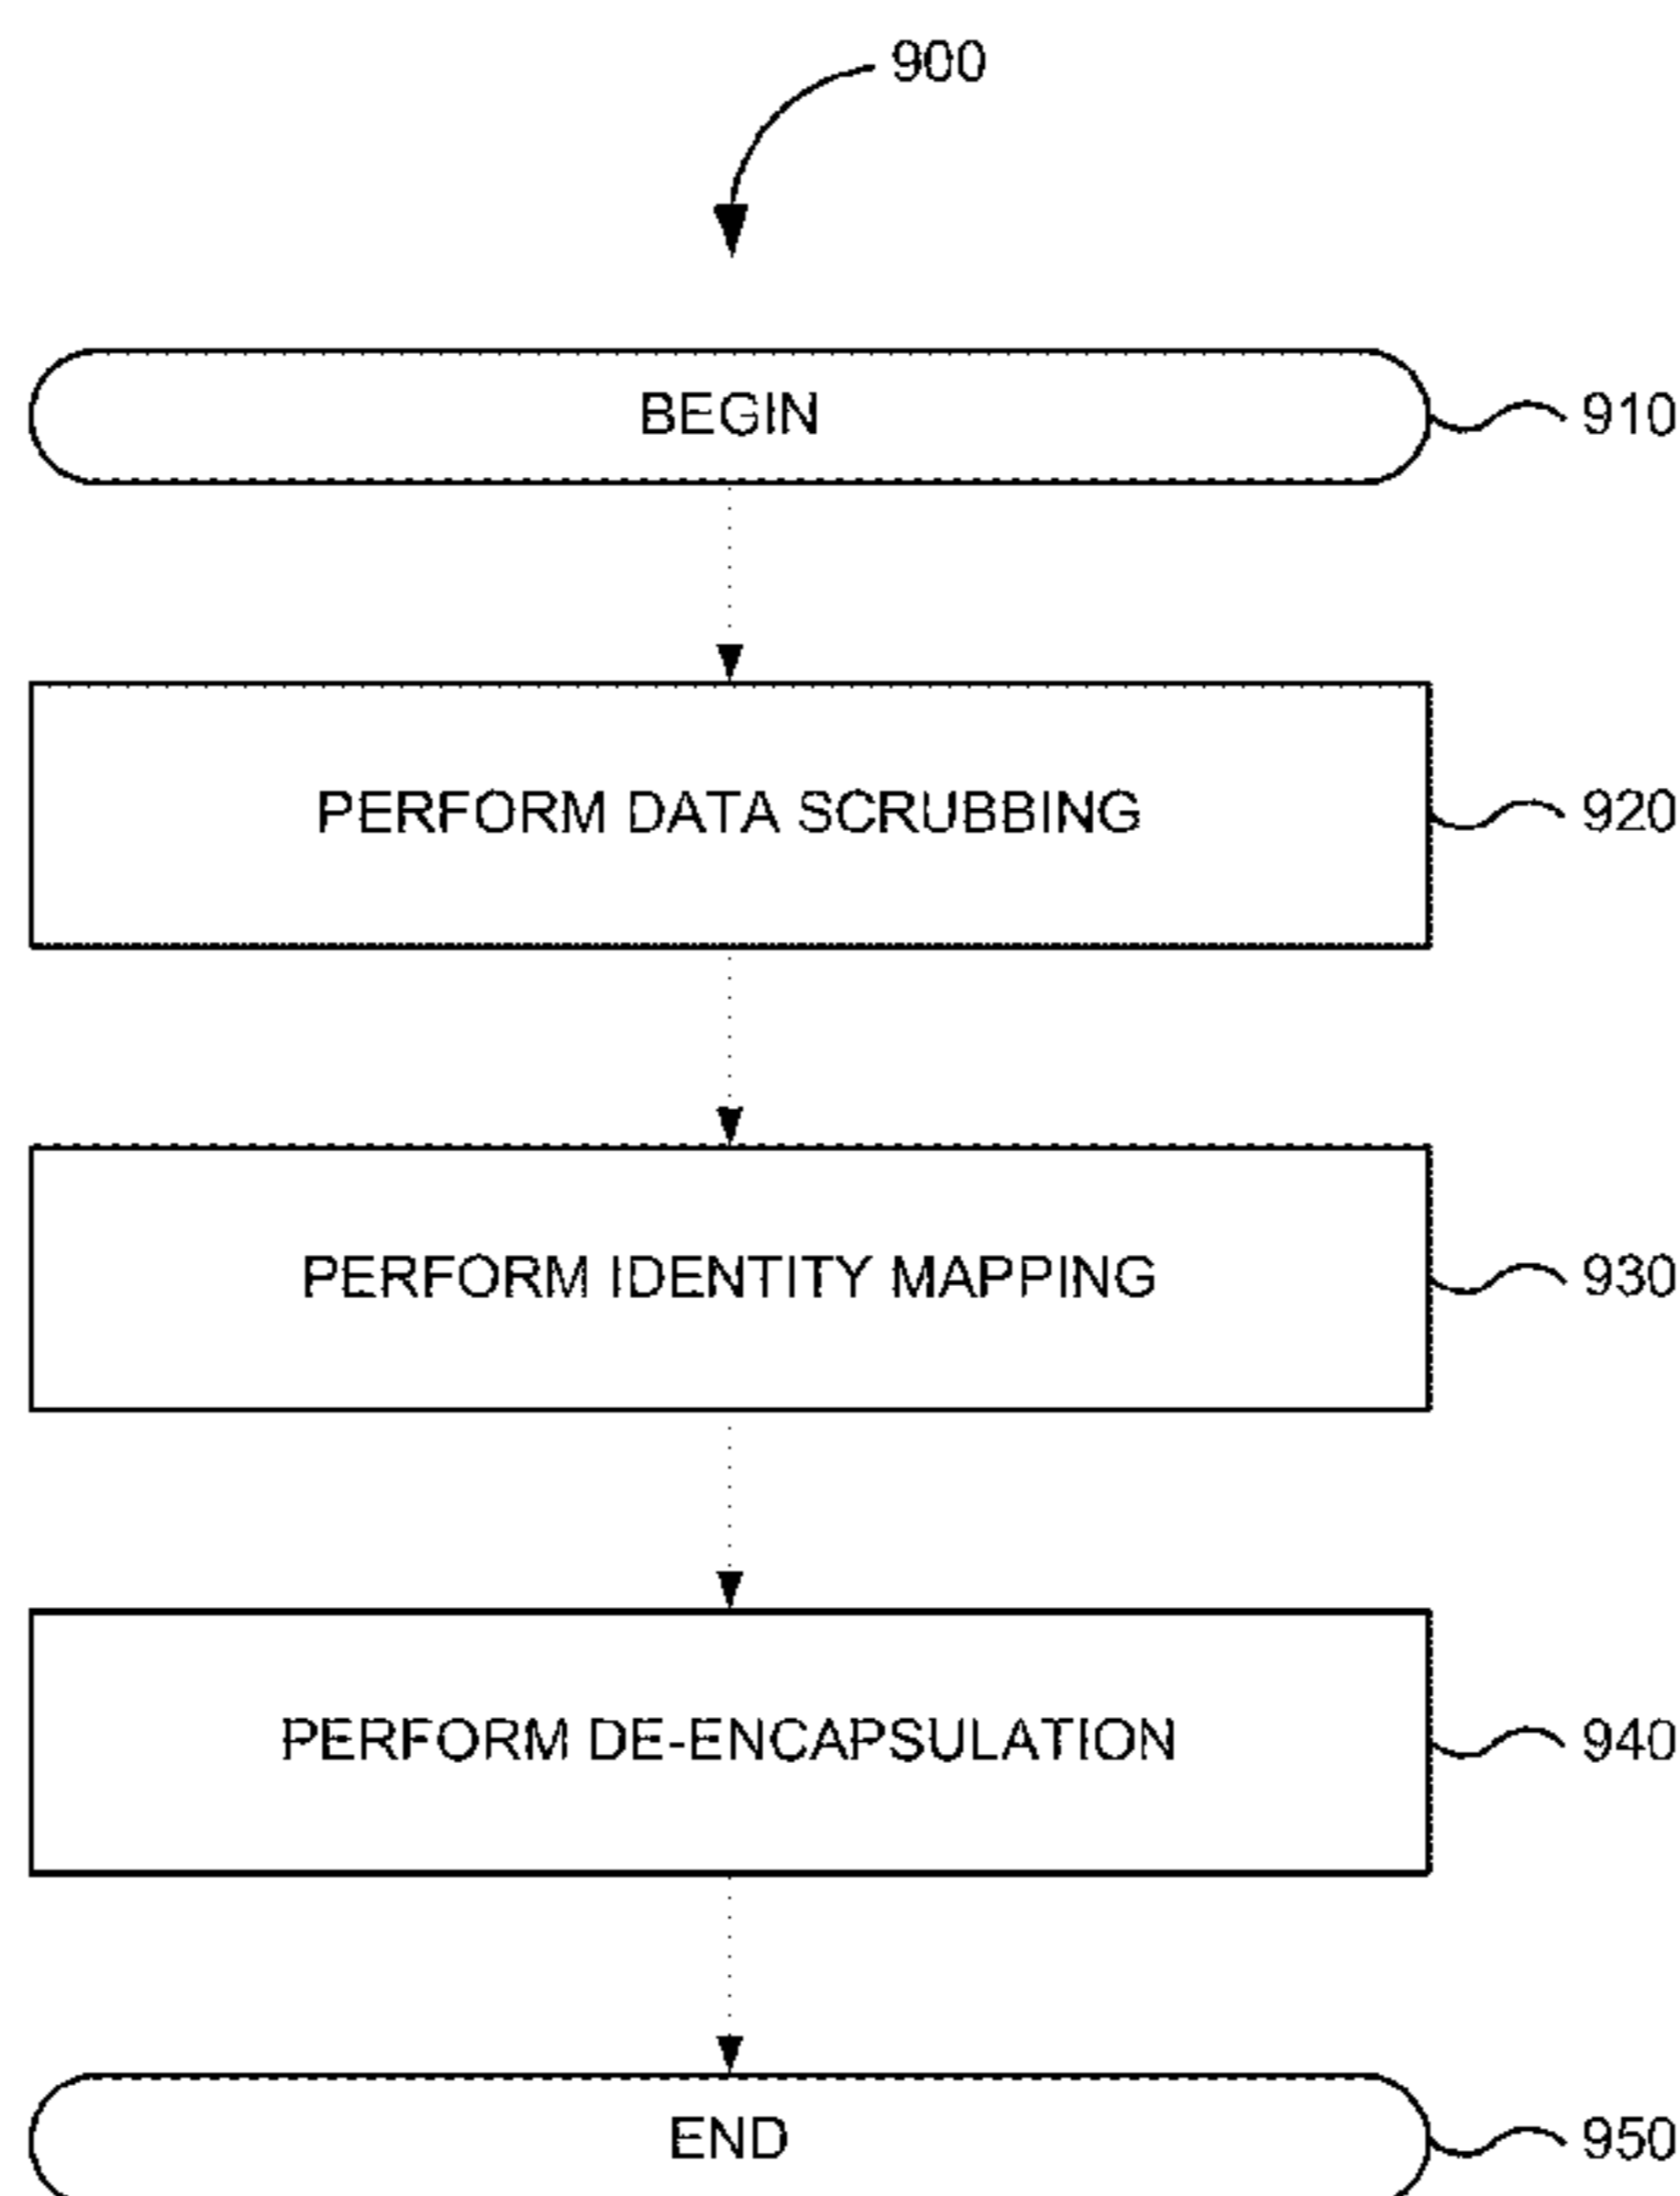 900
BEGIN
910
PERFORM DATA SCRUBBING
920
PERFORM IDENTITY MAPPING
930
PERFORM DE-ENCAPSULATION
940
END
950